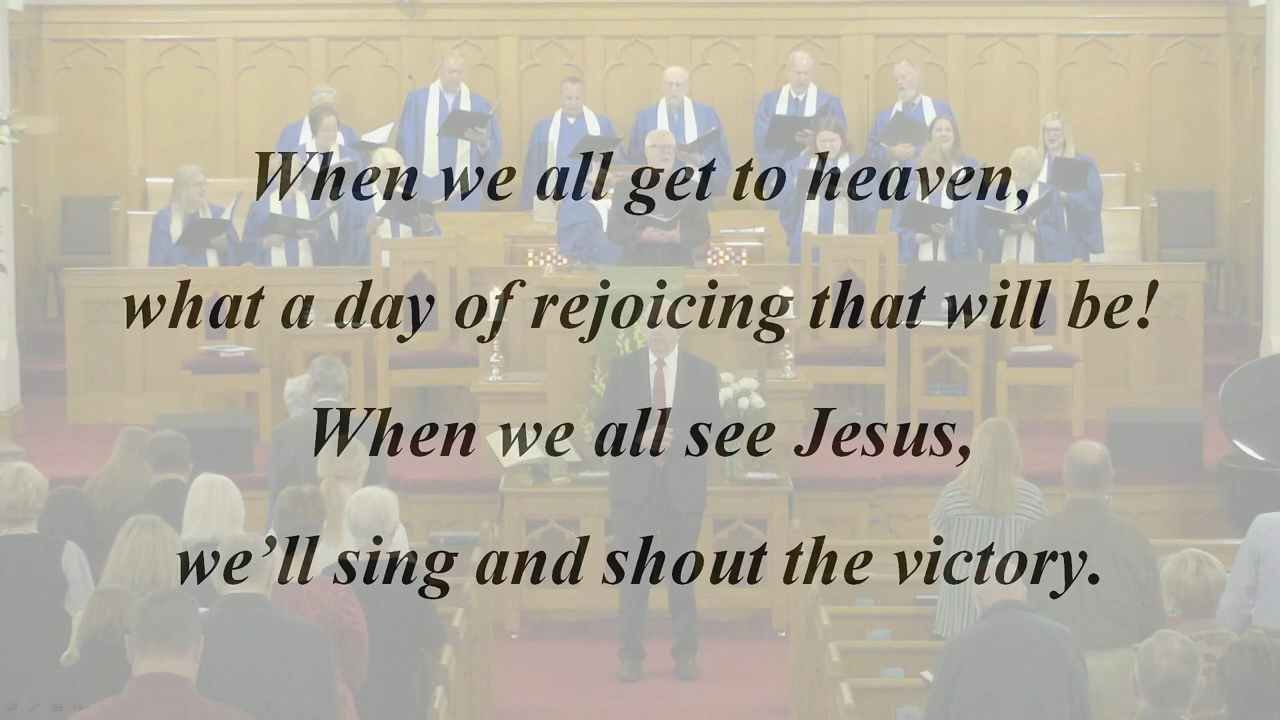 When we all get to heaven,
what a day of rejoicing that will be!
When we all see Jesus,
we’ll sing and shout the victory.